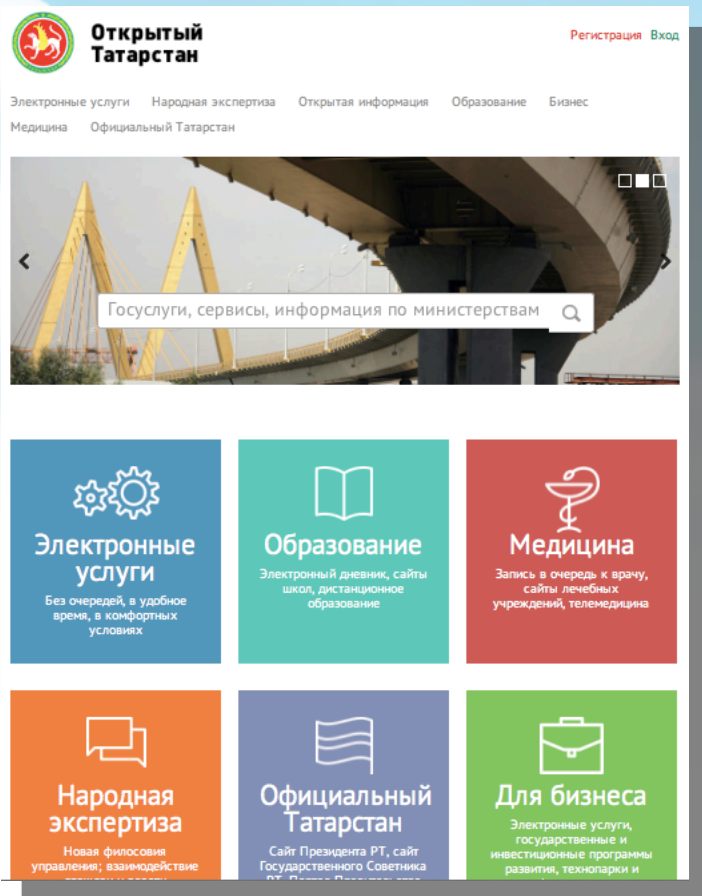 Открытый
Татарстан
Регистрация Вход
Электронные услуги Народная экспертиза Открытая информация Образование Бизнес
Медицина Официальный Татарстан
Госуслуги, сервисы, информация по министерствам
Электронные
услуги
Без очередей, в удобное
время, в комфортных
условиях
Образование
Электронный дневник, сайты
школ, дистанционное
образование
Медицина
Запись в очередь к врачу,
сайты лечебных
учреждений, телемедицина
Народная
экспертиза
Новая филосовия
управления; взаимодействие
Официальный
Татарстан
Сайт Президента РТ, сайт
Государственного Советника
Для бизнеса
Электронные услуги,
государственные и
инвестиционные программы
развития, технопарки и